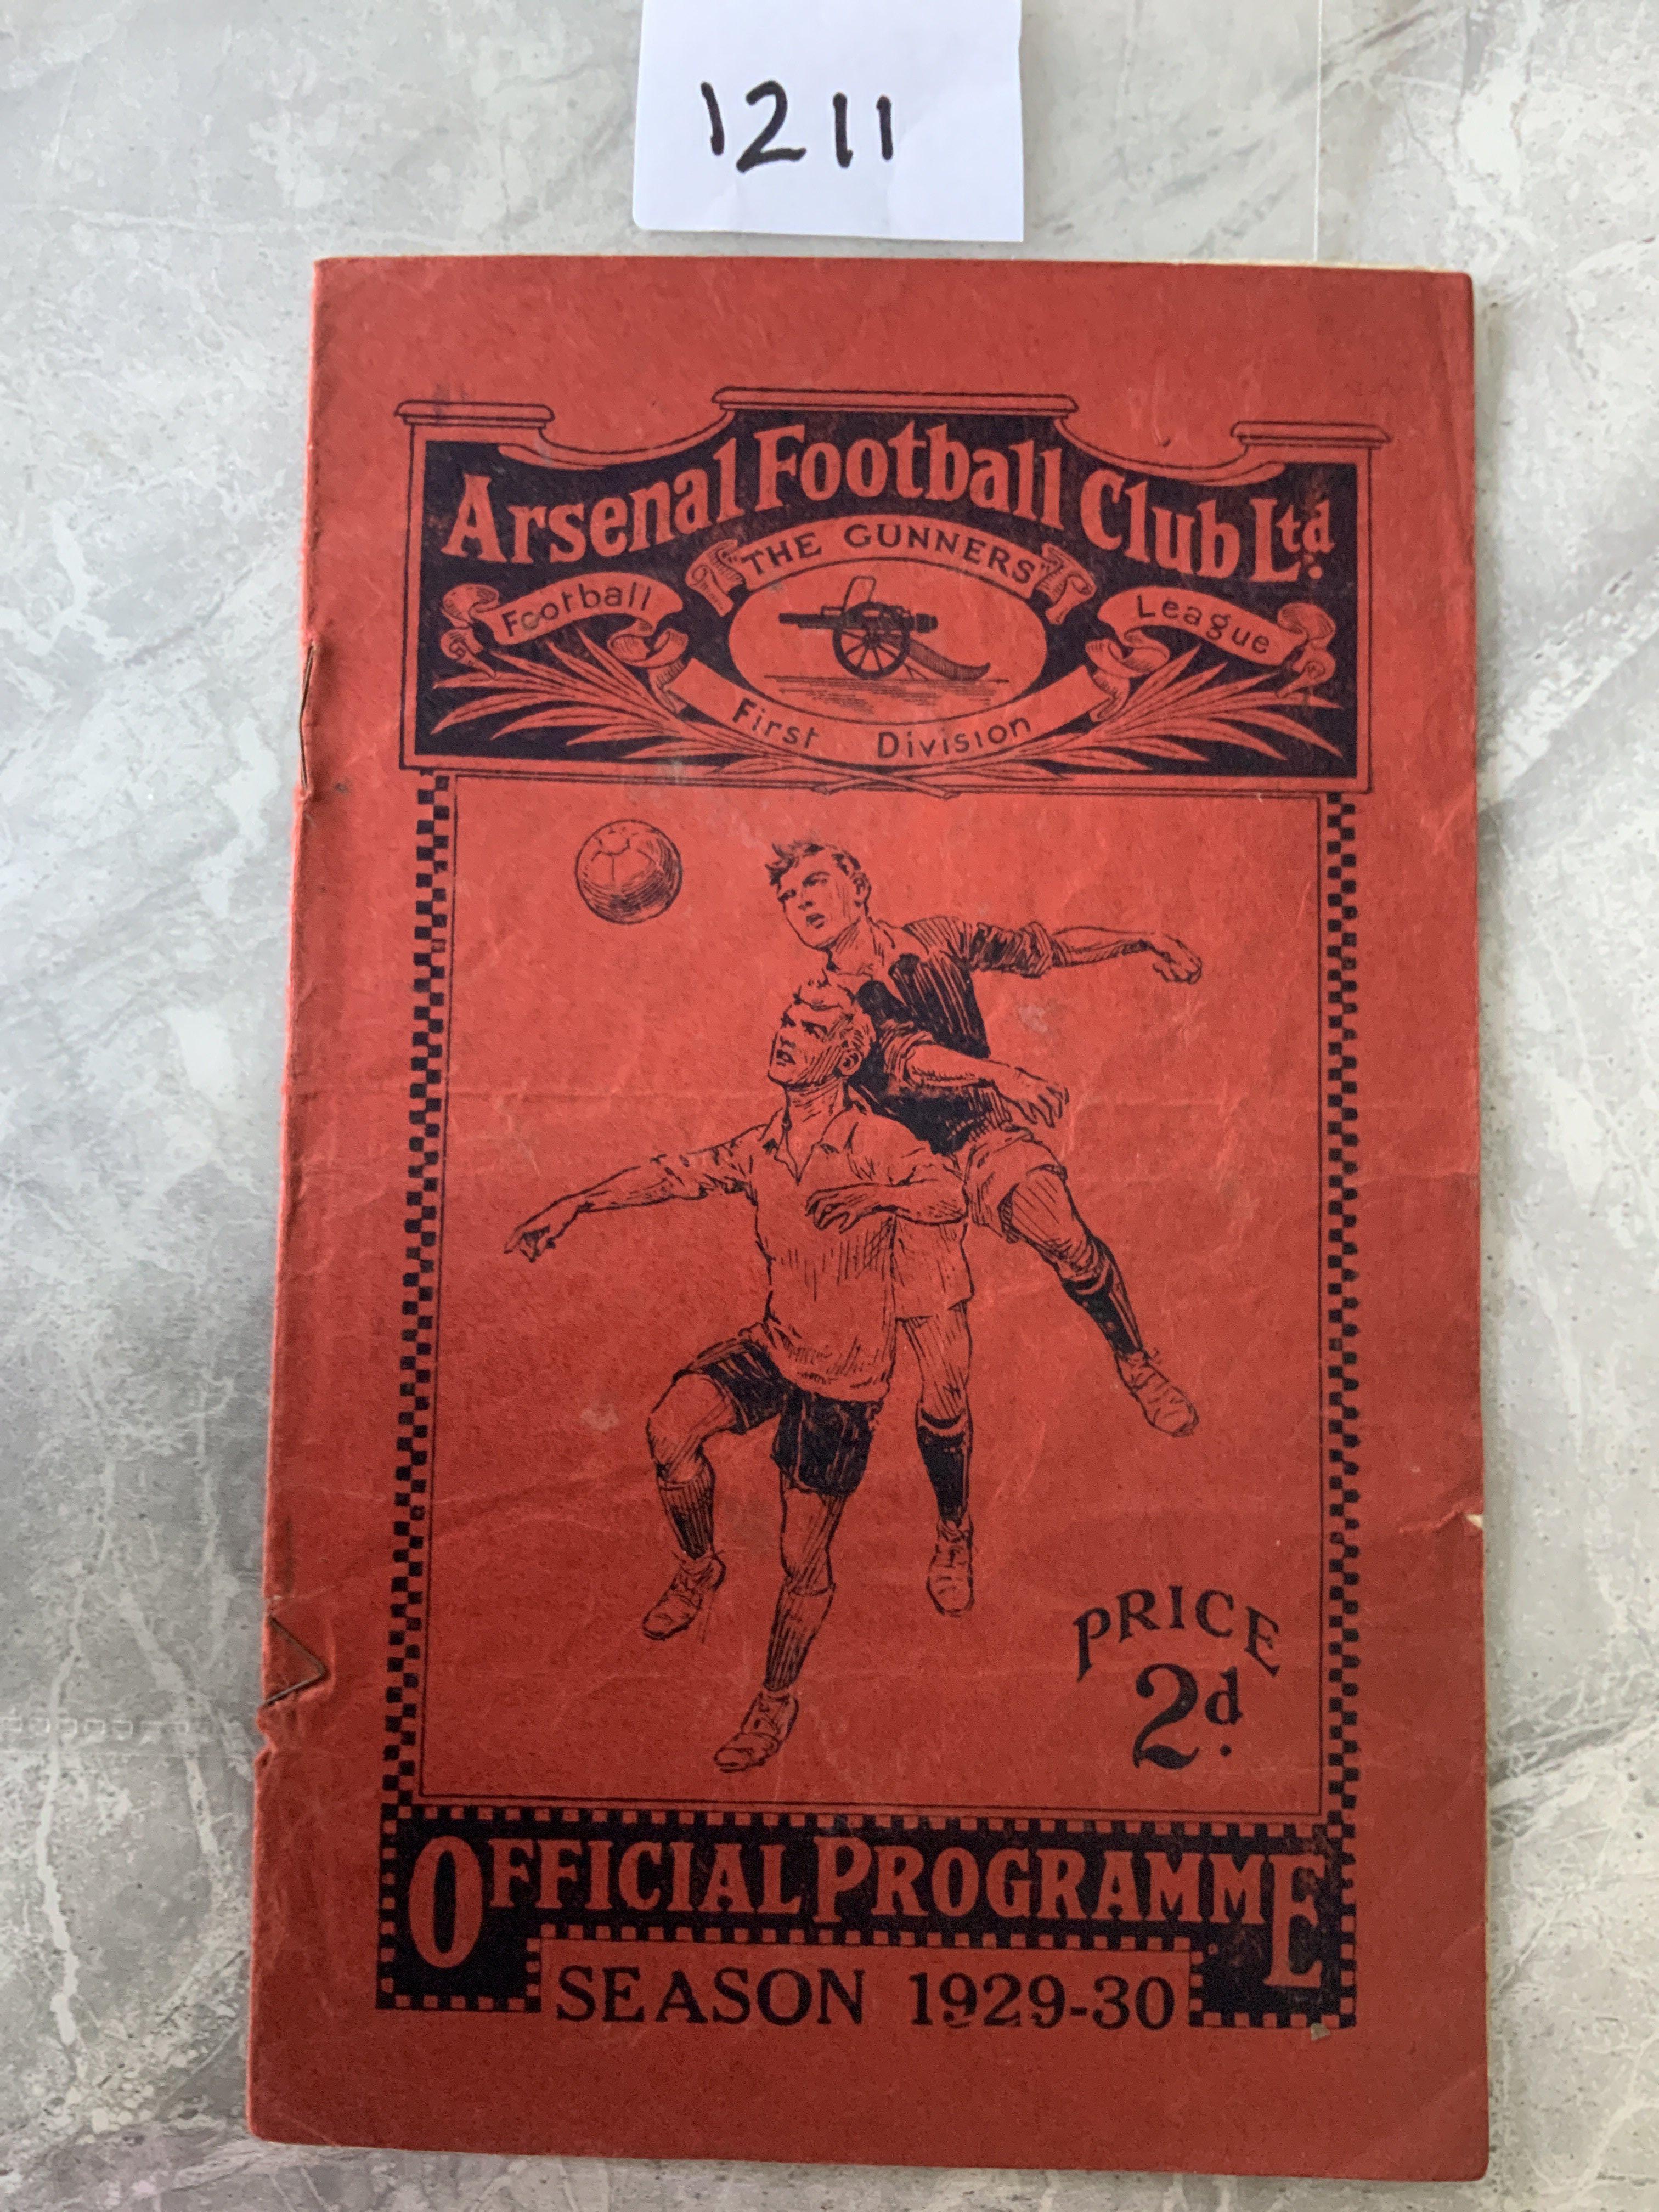 1211
Arsenal Football Club Ltd.
"THE GUNNERS"
Football League
First Division
PRICE
2d.
OFFICIAL PROGRAMME
SEASON 1929-30